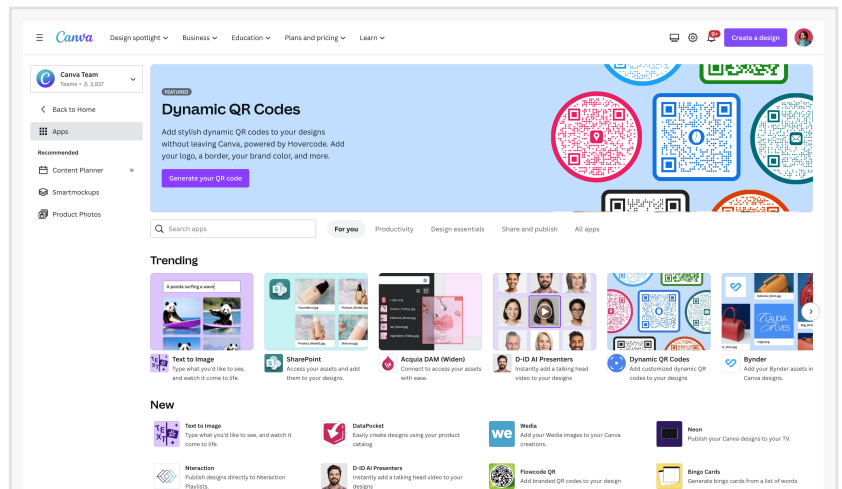 Canva
Design spotlight
Business
Education
Plans and pricing
Learn
9+
Create a design
Canva Team
Teams • 3,937
Back to Home
Apps
Recommended
Content Planner
Smartmockups
Product Photos
FEATURED
Dynamic QR Codes
Add stylish dynamic QR codes to your designs
without leaving Canva, powered by Hovercode. Add
your logo, a border, your brand color, and more.
Generate your QR code
Search apps
For you
Productivity
Design essentials
Share and publish
All apps
Trending
A panda surfing a wave
Text to Image
Type what you'd like to see,
and watch it come to life.
SharePoint
Access your assets and add
them to your designs.
Acquia DAM (Widen)
Connect to access your assets
with ease.
D-ID AI Presenters
Instantly add a talking head
video to your designs
Dynamic QR Codes
Add customized dynamic QR
codes to your designs
CLAUDIA
ALVES
Bynder
Add your Bynder assets in
Canva designs.
New
TEXT
Text to Image
Type what you'd like to see, and watch it
come to life.
DataPocket
Easily create designs using your product
catalog
we
Wedia
Add your Wedia images to your Canva
creations.
Neon
Publish your Canva designs to your TV.
Nteraction
Publish designs directly to Nteraction
Playlists.
D-ID AI Presenters
Instantly add a talking head video to your
designs
Flowcode QR
Add branded QR codes to your design
Bingo Cards
Generate bingo cards from a list of words